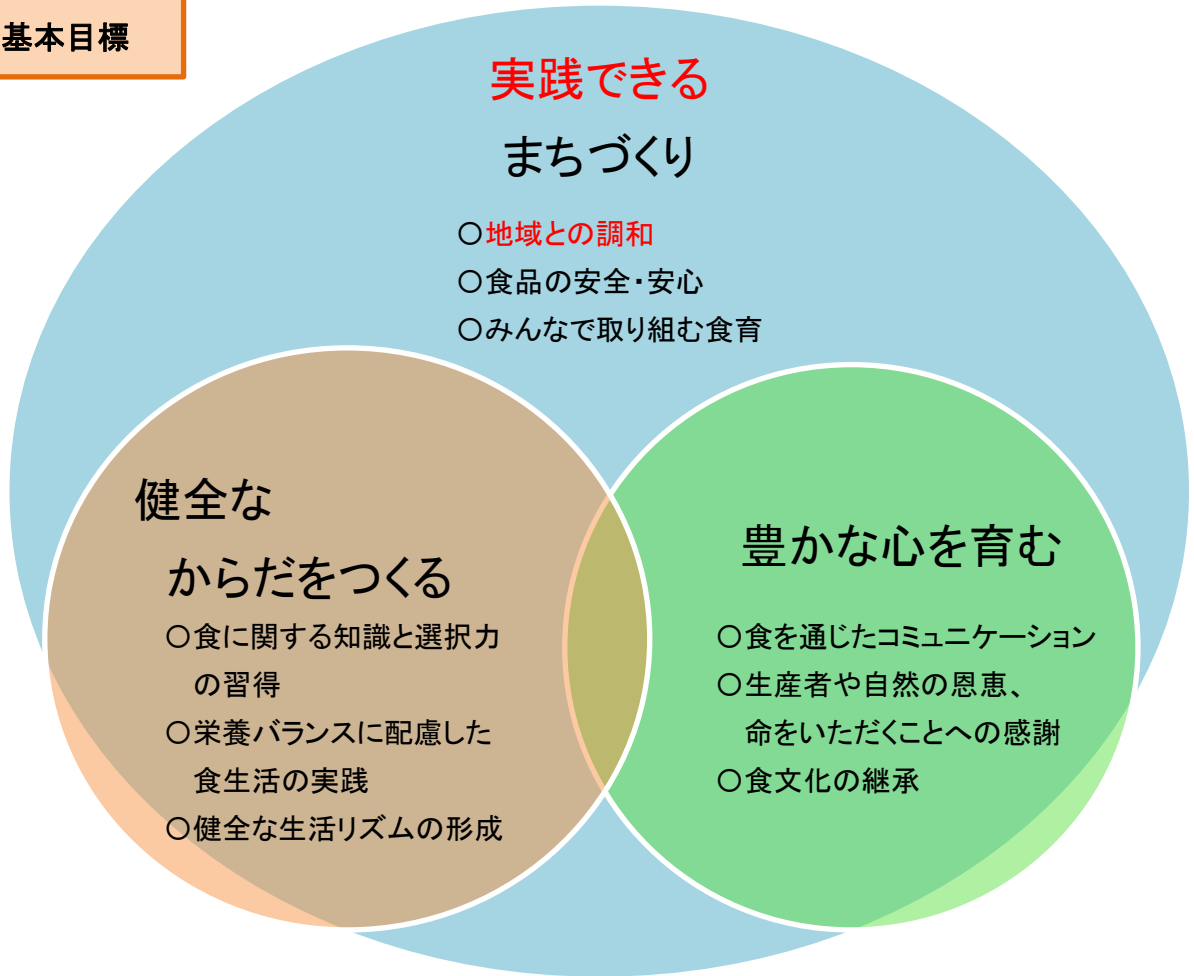 基本目標
実践できる
まちづくり
○地域との調和
○食品の安全・安心
○みんなで取り組む食育
健全な
からだをつくる
○食に関する知識と選択力
の習得
○栄養バランスに配慮した
食生活の実践
○健全な生活リズムの形成
豊かな心を育む
○食を通じたコミュニケーション
○生産者や自然の恩恵、
命をいただくことへの感謝
○食文化の継承